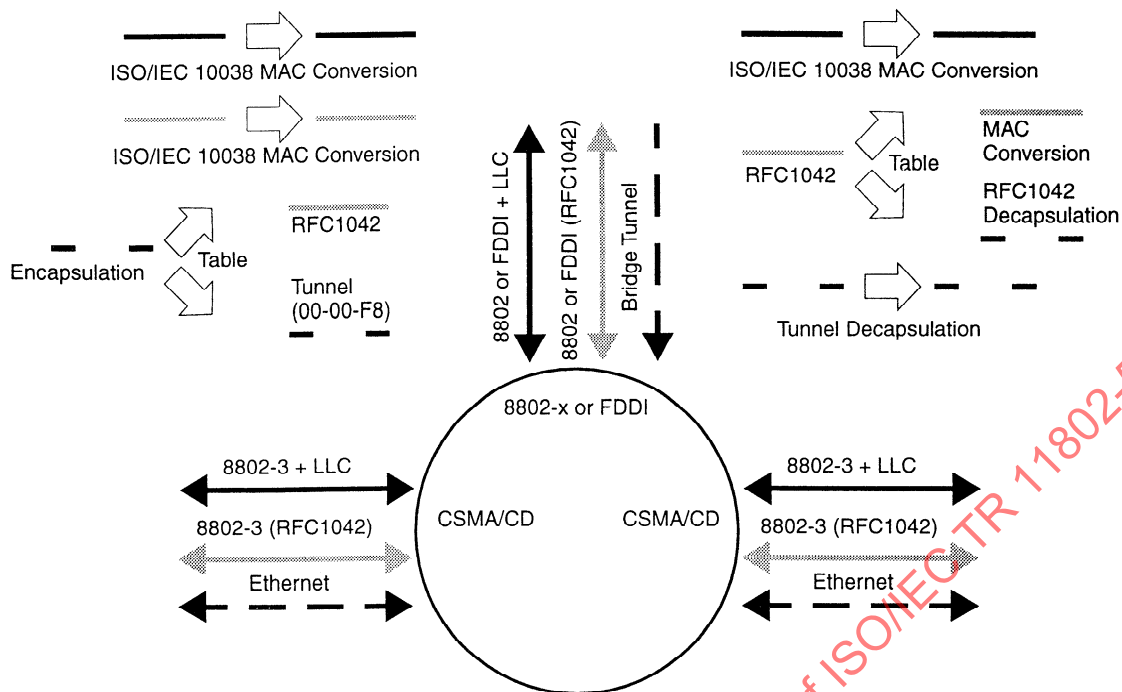 ISO/IEC 10038 MAC Conversion
ISO/IEC 10038 MAC Conversion
Encapsulation
Table
RFC1042
Tunnel
(00-00-F8)
8802 or FDDI + LLC
8802 or FDDI (RFC1042)
Bridge Tunnel
ISO/IEC 10038 MAC Conversion
RFC1042
Table
MAC
Conversion
RFC1042
Decapsulation
Tunnel Decapsulation
8802-x or FDDI
8802-3 + LLC
8802-3 (RFC1042)
Ethernet
CSMA/CD
CSMA/CD
8802-3 + LLC
8802-3 (RFC1042)
Ethernet
of ISO/IEC TR 11802-